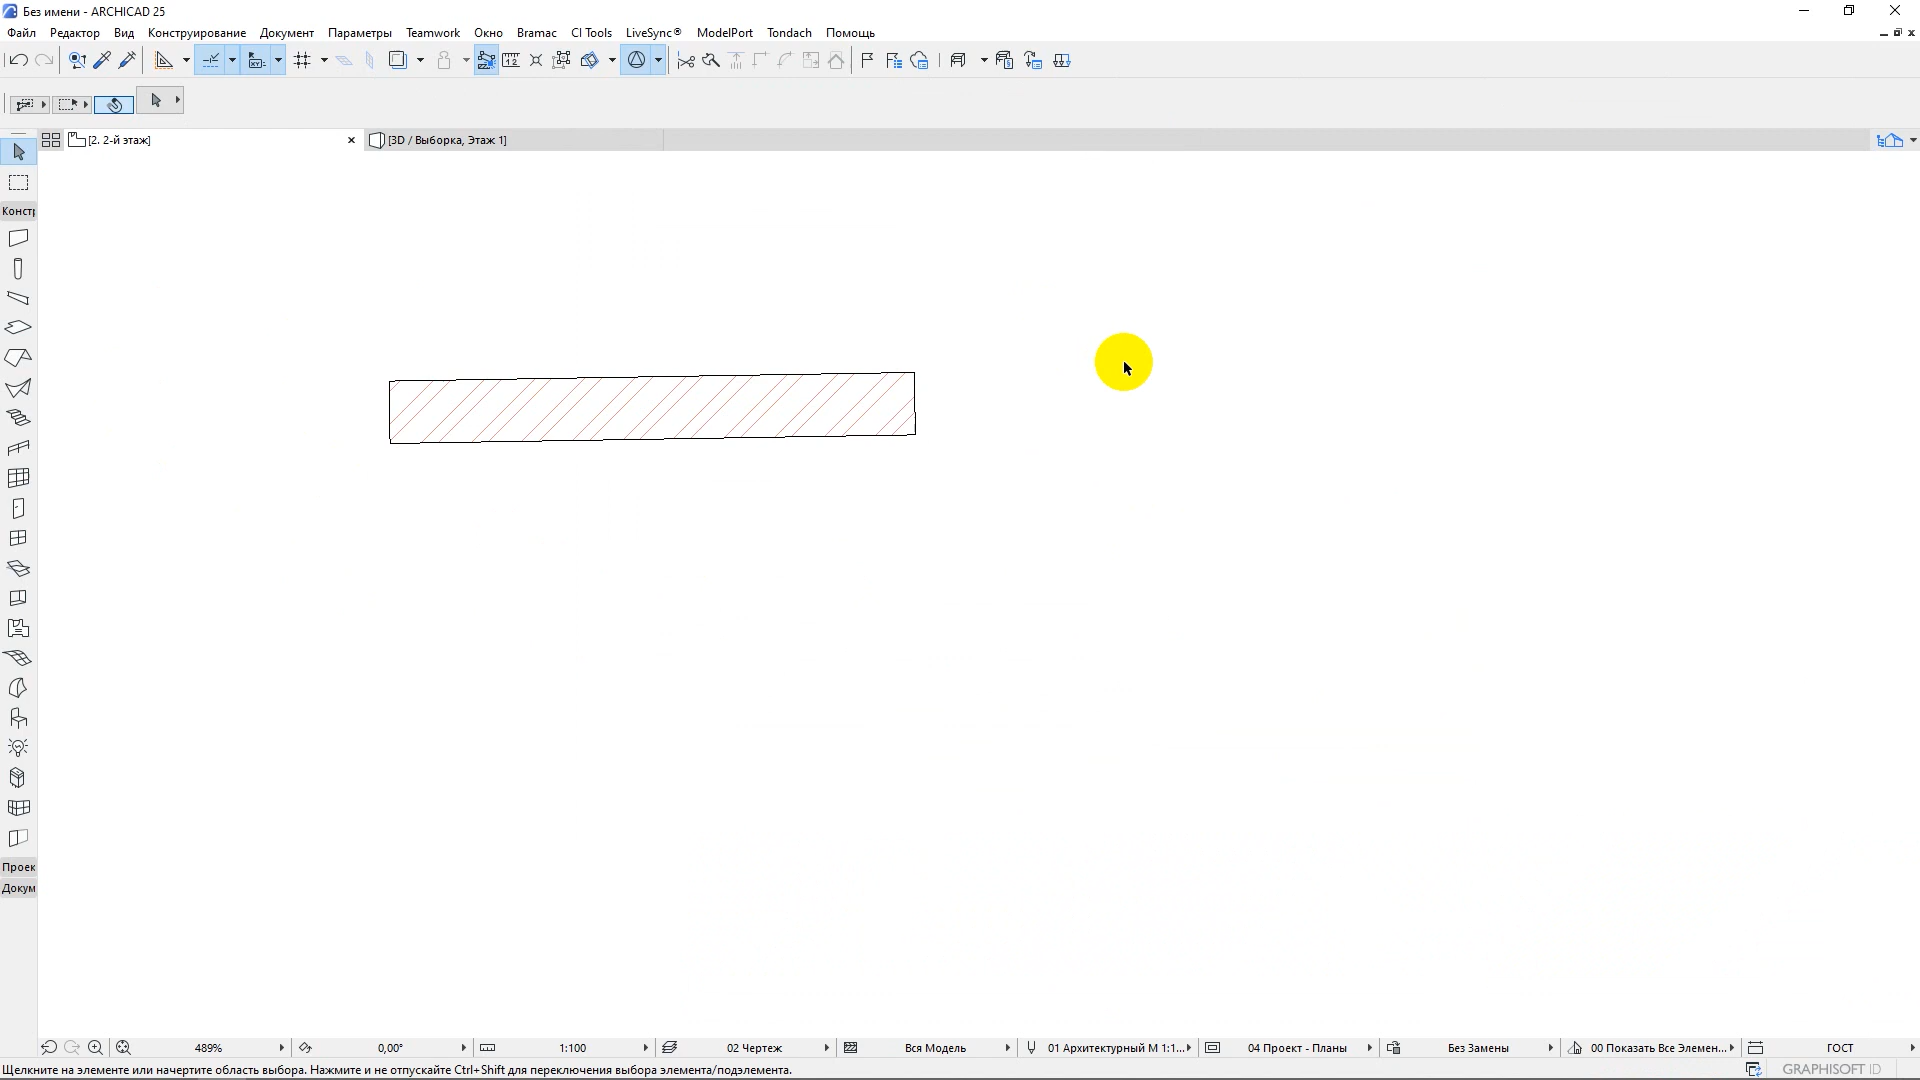 Без имени - ARCHICAD 25
Файл Редактор Вид Конструирование Документ Параметры Teamwork Окно Bramac CI Tools LiveSync® ModelPort Tondach Помощь
[2. 2-й этаж] [3D / Выборка, Этаж 1]
Констр
Проек
Докум
489% 0,00° 1:100 02 Чертеж Вся Модель 01 Архитектурный М 1:1... 04 Проект - Планы Без Замены 00 Показать Все Элемен... ГОСТ
Щелкните на элементе или начертите область выбора. Нажмите и не отпускайте Ctrl+Shift для переключения выбора элемента/подэлемента.
GRAPHISOFT ID